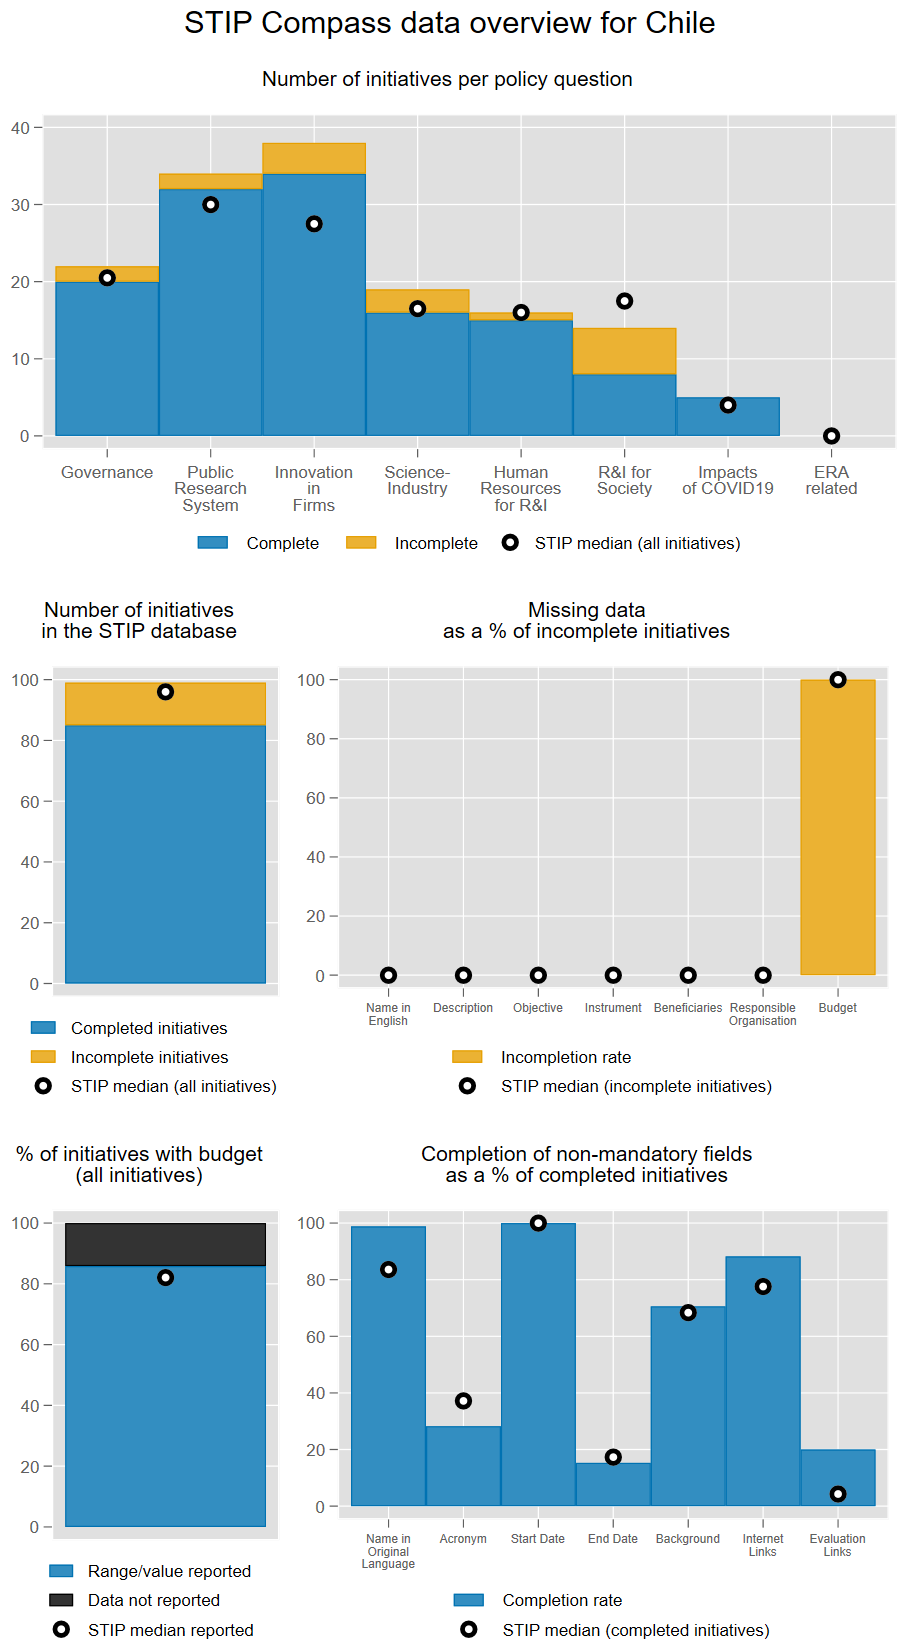 STIP Compass data overview for Chile
Number of initiatives per policy question
40
30
20
10
0
Governance
Public
Research
System
Innovation
in
Firms
Science-
Industry
Human
Resources
for R&I
R&I for
Society
Impacts
of COVID19
ERA
related
Complete
Incomplete
STIP median (all initiatives)
Number of initiatives
in the STIP database
100
80
60
40
20
0
Completed initiatives
Incomplete initiatives
STIP median (all initiatives)
Missing data
as a % of incomplete initiatives
100
80
60
40
20
0
Name in
English
Description
Objective
Instrument
Beneficiaries
Responsible
Organisation
Budget
Incompletion rate
STIP median (incomplete initiatives)
% of initiatives with budget
(all initiatives)
100
80
60
40
20
0
Range/value reported
Data not reported
STIP median reported
Completion of non-mandatory fields
as a % of completed initiatives
100
80
60
40
20
0
Name in
Original
Language
Acronym
Start Date
End Date
Background
Internet
Links
Evaluation
Links
Completion rate
STIP median (completed initiatives)